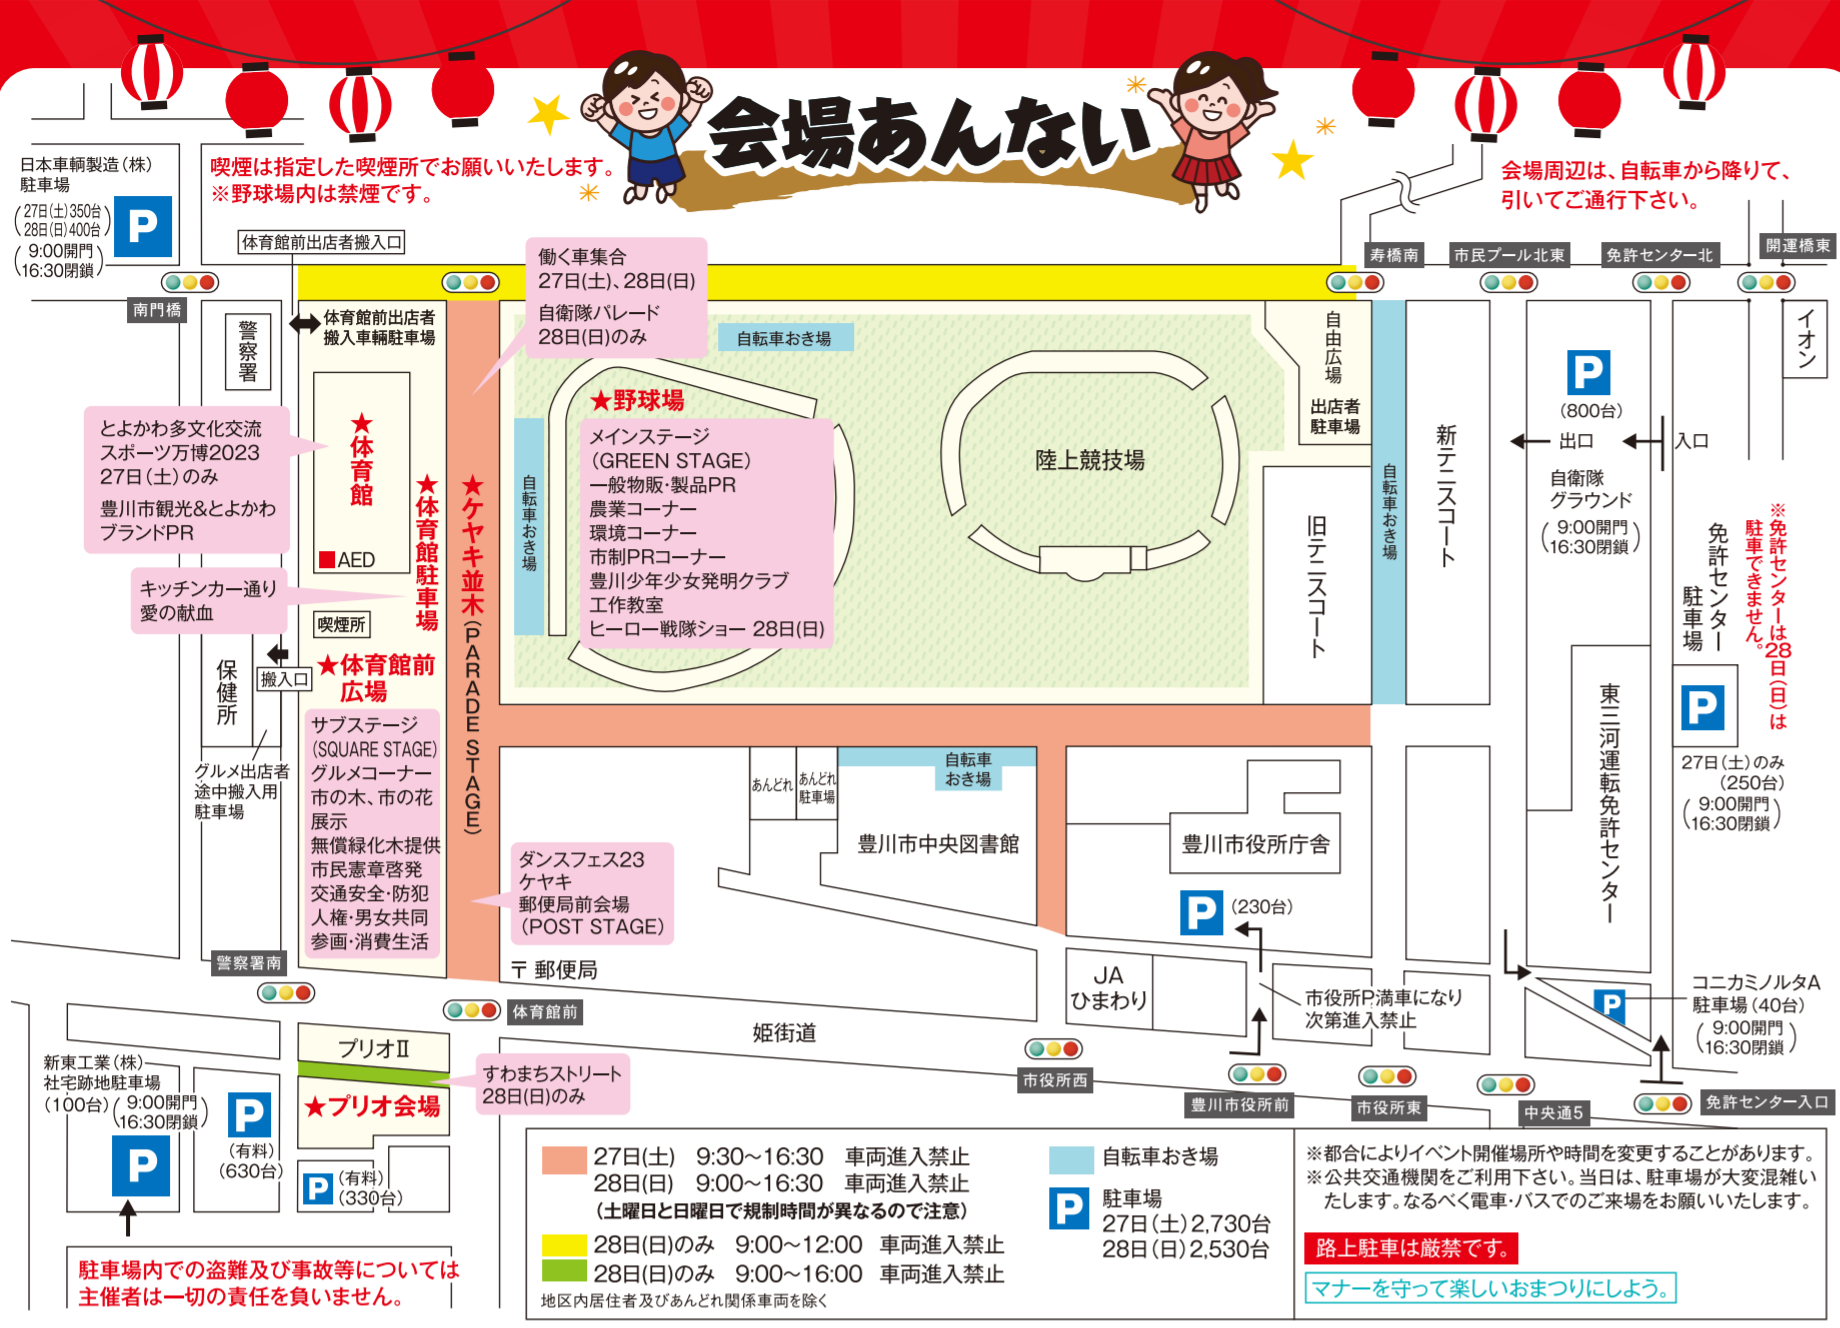 会場あんない
日本車輌製造(株)
駐車場
27日(土)350台
28日(日)400台
9:00開門
16:30閉鎖
P
喫煙は指定した喫煙所でお願いいたします。
※野球場内は禁煙です。
会場周辺は、自転車から降りて、
引いてご通行下さい。
体育館前出店者搬入口
働く車集合
27日(土)、28日(日)
自衛隊パレード
28日(日)のみ
寿橋南
市民プール北東
免許センター北
開運橋東
南門橋
警察署
体育館前出店者
搬入車輌駐車場
自転車おき場
自由広場
出店者
駐車場
イオン
P
(800台)
出口
入口
自衛隊
グラウンド
9:00開門
16:30閉鎖
とよかわ多文化交流
スポーツ万博2023
27日(土)のみ
豊川市観光&とよかわ
ブランドPR
★体育館
AED
キッチンカー通り
愛の献血
喫煙所
★体育館駐車場
★ケヤキ並木(PARADE STAGE)
自転車おき場
★野球場
メインステージ
(GREEN STAGE)
一般物販・製品PR
農業コーナー
環境コーナー
市制PRコーナー
豊川少年少女発明クラブ
工作教室
ヒーロー戦隊ショー 28日(日)
陸上競技場
旧テニスコート
自転車おき場
新テニスコート
免許センター
駐車場
※免許センターは28日(日)は
駐車できません。
P
27日(土)のみ
(250台)
9:00開門
16:30閉鎖
東三河運転免許センター
保健所
搬入口
★体育館前
広場
サブステージ
(SQUARE STAGE)
グルメコーナー
市の木、市の花
展示
無償緑化木提供
市民憲章啓発
交通安全・防犯
人権・男女共同
参画・消費生活
グルメ出店者
途中搬入用
駐車場
あんどれ
あんどれ
駐車場
自転車
おき場
豊川市中央図書館
豊川市役所庁舎
P
(230台)
ダンスフェス23
ケヤキ
郵便局前会場
(POST STAGE)
〒郵便局
警察署南
体育館前
姫街道
JA
ひまわり
市役所P満車になり
次第進入禁止
P
コニカミノルタA
駐車場(40台)
9:00開門
16:30閉鎖
プリオⅡ
すわまちストリート
28日(日)のみ
★プリオ会場
新東工業(株)
社宅跡地駐車場
(100台)
9:00開門
16:30閉鎖
P
P
(有料)
(630台)
P
(有料)
(330台)
市役所西
豊川市役所前
市役所東
中央通5
免許センター入口
駐車場内での盗難及び事故等については
主催者は一切の責任を負いません。
27日(土) 9:30〜16:30 車両進入禁止
28日(日) 9:00〜16:30 車両進入禁止
(土曜日と日曜日で規制時間が異なるので注意)
28日(日)のみ 9:00〜12:00 車両進入禁止
28日(日)のみ 9:00〜16:00 車両進入禁止
地区内居住者及びあんどれ関係車両を除く
自転車おき場
P
駐車場
27日(土)2,730台
28日(日)2,530台
※都合によりイベント開催場所や時間を変更することがあります。
※公共交通機関をご利用下さい。当日は、駐車場が大変混雑い
たします。なるべく電車・バスでのご来場をお願いいたします。
路上駐車は厳禁です。
マナーを守って楽しいおまつりにしよう。